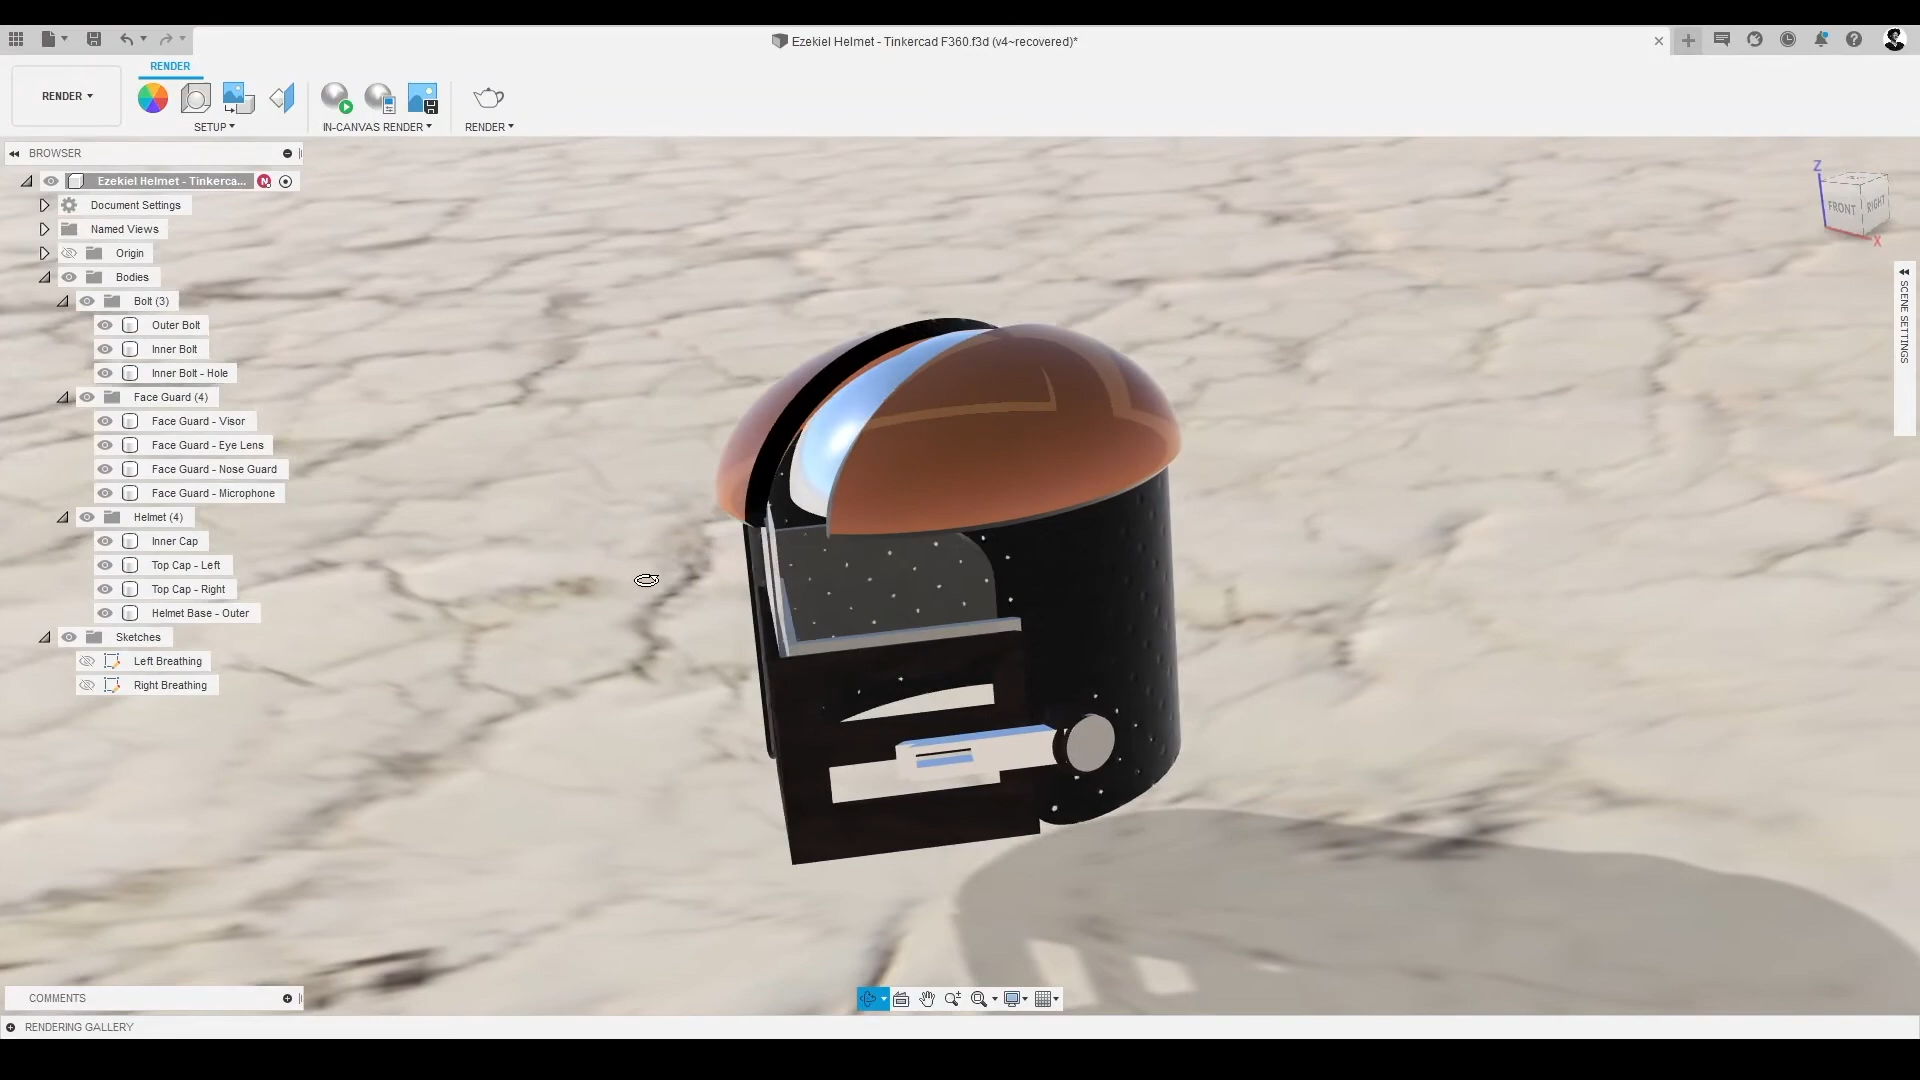 Ezekiel Helmet - Tinkercad F360.f3d (v4~recovered)*
RENDER
RENDER
SETUP
IN-CANVAS RENDER
RENDER
BROWSER
Ezekiel Helmet - Tinkerca...
N
Document Settings
Named Views
Origin
Bodies
Bolt (3)
Outer Bolt
Inner Bolt
Inner Bolt - Hole
Face Guard (4)
Face Guard - Visor
Face Guard - Eye Lens
Face Guard - Nose Guard
Face Guard - Microphone
Helmet (4)
Inner Cap
Top Cap - Left
Top Cap - Right
Helmet Base - Outer
Sketches
Left Breathing
Right Breathing
Z
FRONT
RIGHT
X
SCENE SETTINGS
COMMENTS
RENDERING GALLERY